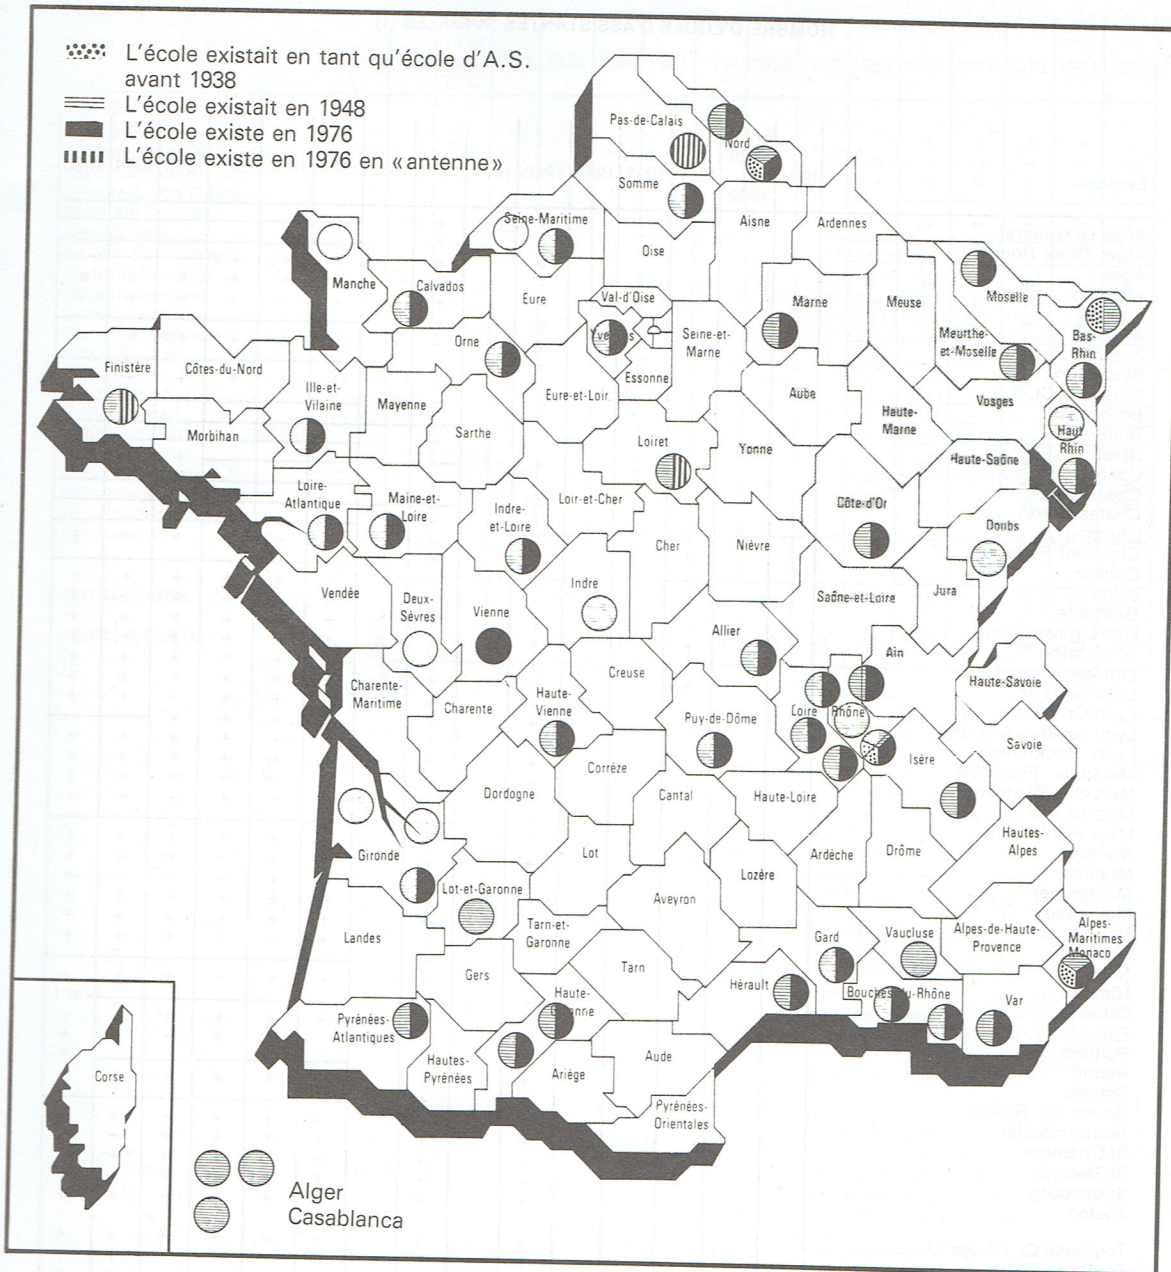 NOMBRE D'ECOLE D'ASSISTANTES SOCIALES
L'école existait en tant qu'école d'A.S.
avant 1938
L'école existait en 1948
L'école existe en 1976
L'école existe en 1976 en «antenne»
Pas-de-Calais
Nord
Somme
Aisne
Ardennes
Seine-Maritime
Oise
Manche
Calvados
Eure
Val-d'Oise
Marne
Meuse
Moselle
Meurthe-
et-Moselle
Bas-
Rhin
Orne
Yvelines
Seine-et-
Marne
Essonne
Finistère
Côtes-du-Nord
Ille-et-
Vilaine
Mayenne
Eure-et-Loir
Aube
Haute-
Marne
Vosges
Haut
Rhin
Morbihan
Sarthe
Loiret
Yonne
Haute-Saône
Loire-
Atlantique
Maine-et-
Loire
Indre-
et-Loire
Loir-et-Cher
Cher
Nièvre
Côte-d'Or
Doubs
Vendée
Deux-
Sèvres
Vienne
Indre
Saône-et-Loire
Jura
Allier
Ain
Haute-Savoie
Charente-
Maritime
Charente
Haute-
Vienne
Creuse
Puy-de-Dôme
Loire
Rhône
Isère
Savoie
Dordogne
Corrèze
Cantal
Haute-Loire
Gironde
Lot
Ardèche
Drôme
Hautes-
Alpes
Lozère
Lot-et-Garonne
Aveyron
Landes
Tarn-et-
Garonne
Gard
Vaucluse
Alpes-de-Haute-
Provence
Alpes-
Maritimes
Monaco
Gers
Tarn
Hérault
Bouches-du-Rhône
Var
Pyrénées-
Atlantiques
Haute-
Garonne
Hautes-
Pyrénées
Ariège
Aude
Pyrénées-
Orientales
Corse
Alger
Casablanca